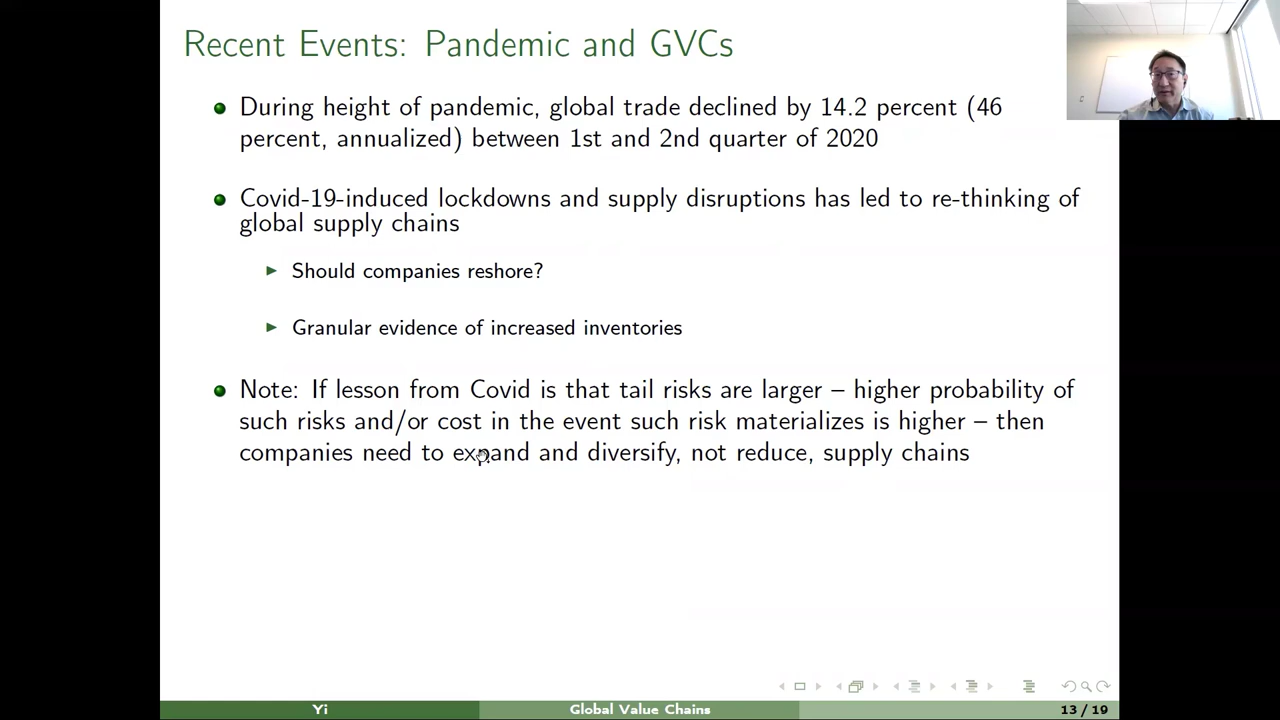 Recent Events: Pandemic and GVCs
During height of pandemic, global trade declined by 14.2 percent (46
percent, annualized) between 1st and 2nd quarter of 2020
Covid-19-induced lockdowns and supply disruptions has led to re-thinking of
global supply chains
Should companies reshore?
Granular evidence of increased inventories
Note: If lesson from Covid is that tail risks are larger – higher probability of
such risks and/or cost in the event such risk materializes is higher – then
companies need to expand and diversify, not reduce, supply chains
Yi
Global Value Chains
13 / 19